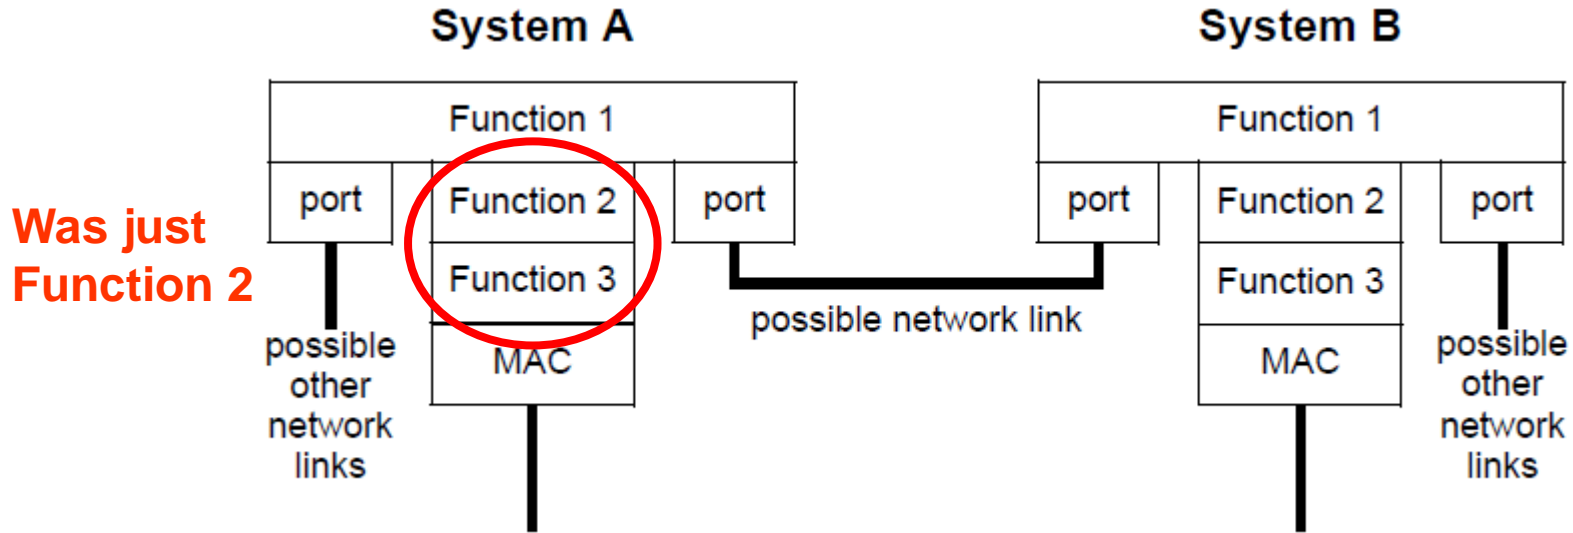 System A
System B
Function 1
Function 1
port
Function 2
port
port
Function 2
port
Was just
Function 2
Function 3
Function 3
possible network link
MAC
MAC
possible
other
network
links
possible
other
network
links